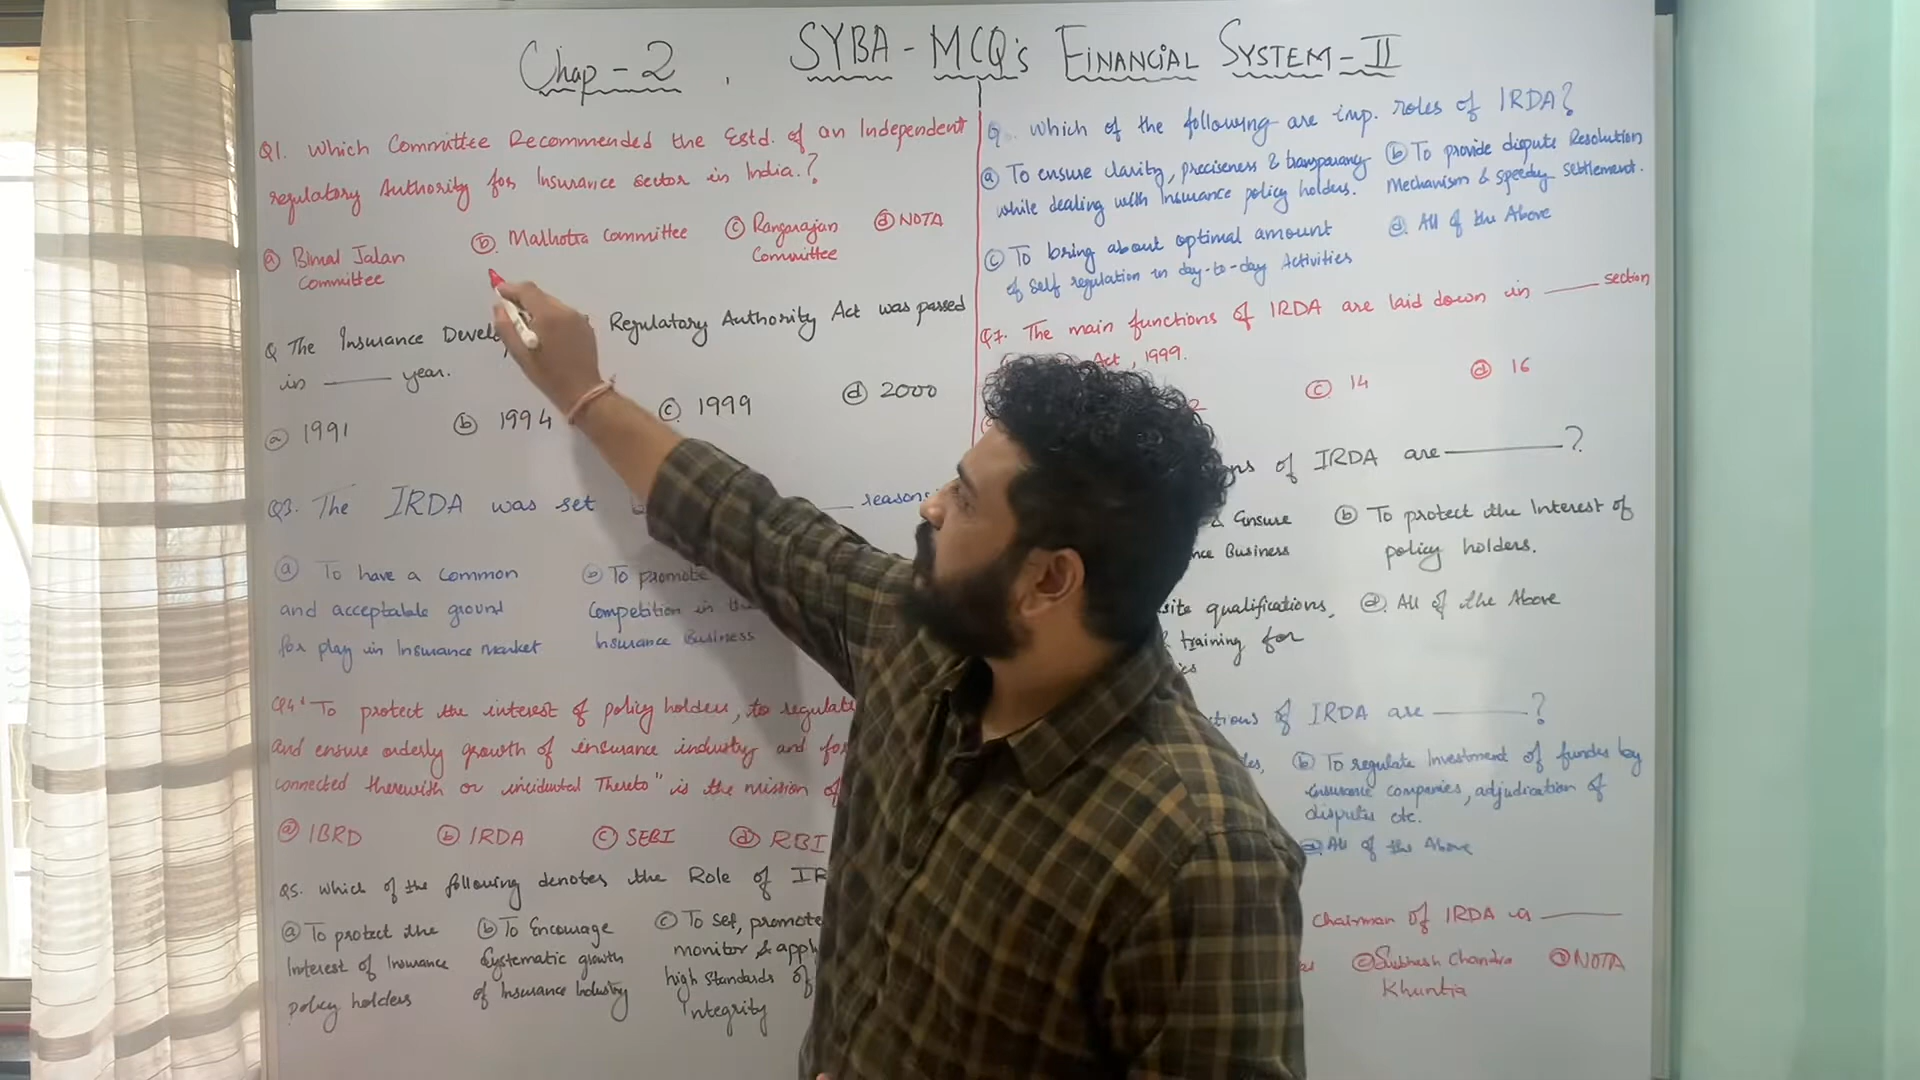 Chap-2 . SYBA-MCQ's FINANCIAL SYSTEM-II
Q1. Which Committee Recommended the Estd. of an Independent
regulatory Authority for Insurance sector in India.?
ⓐ Bimal Jalan Committee
ⓑ. Malhotra Committee
ⓒ Rangarajan Committee
ⓓ NOTA
Q The Insurance Develo Regulatory Authority Act was passed
in ____ year.
ⓐ 1991 ⓑ 1994 ⓒ 1999 ⓓ 2000
Q3. The IRDA was set ____ reasons
ⓐ To have a common
and acceptable ground
for play in Insurance market
ⓑ To promote
Competition in th
Insurance Business
Q4" To protect the interest of policy holders, to regulate
and ensure orderly growth of insurance industry and for
connected therewith or incidental Thereto" is the mission of
ⓐ IBRD ⓑ IRDA ⓒ SEBI ⓓ RBI
Q5. Which of the following denotes the Role of IR
ⓐ To protect the
Interest of Insurance
policy holders
ⓑ To Encourage
Systematic growth
of Insurance Industry
ⓒ To set, promote
monitor & appl
high Standards of
Integrity
Q. Which of the following are imp. roles of IRDA?
ⓐ To ensure clarity, preciseness & transparancy
while dealing with Insurance policy holders.
ⓑ To provide dispute Resolution
Mechanism & speedy settlement.
ⓒ To bring about optimal amount
of self regulation in day-to-day Activities
ⓓ. All of the Above
Q7. The main functions of IRDA are laid down in ____ section
Act, 1999.
2 ⓒ 14 ⓓ 16
ns of IRDA are ____?
& Ensure
nce Business
ⓑ To protect the Interest of
policy holders.
site qualifications,
& training for
ⓓ. All of the Above
ctions of IRDA are ____?
ⓑ To regulate Investment of funds by
insurance companies, adjudication of
disputes etc.
ⓓ All of the Above
Chairman of IRDA is ____
ⓒ Subhash Chandra
Khuntia
ⓓ NOTA